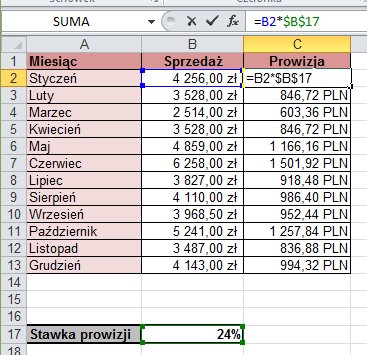 SUMA =B2*$B$17
A B C
1 Miesiąc Sprzedaż Prowizja
2 Styczeń 4 256,00 zł =B2*$B$17
3 Luty 3 528,00 zł 846,72 PLN
4 Marzec 2 514,00 zł 603,36 PLN
5 Kwiecień 3 528,00 zł 846,72 PLN
6 Maj 4 859,00 zł 1 166,16 PLN
7 Czerwiec 6 258,00 zł 1 501,92 PLN
8 Lipiec 3 827,00 zł 918,48 PLN
9 Sierpień 4 110,00 zł 986,40 PLN
10 Wrzesień 3 968,50 zł 952,44 PLN
11 Październik 5 241,00 zł 1 257,84 PLN
12 Listopad 3 487,00 zł 836,88 PLN
13 Grudzień 4 143,00 zł 994,32 PLN
14
15
16
17 Stawka prowizji 24%
18